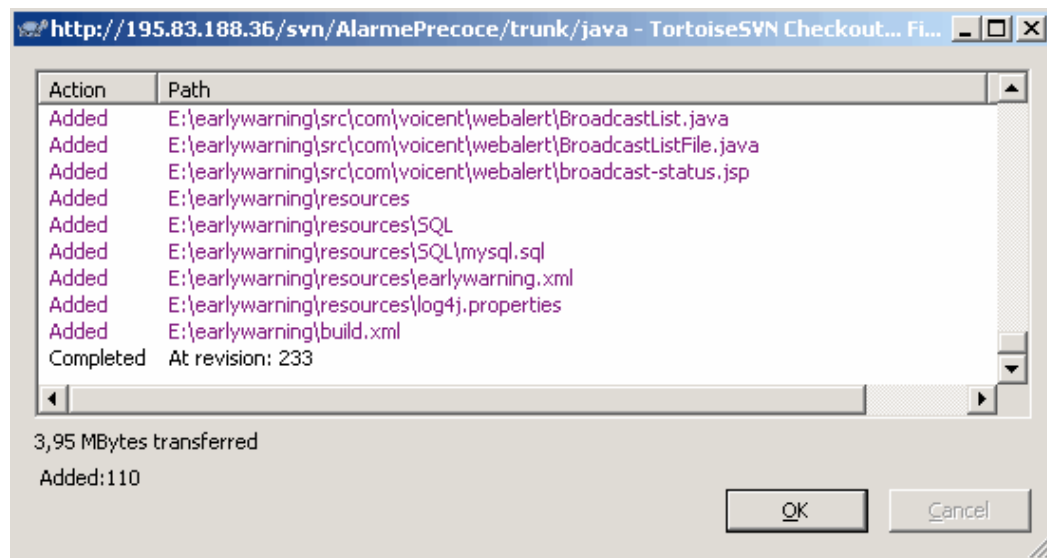 http://195.83.188.36/svn/AlarmePrecoce/trunk/java - TortoiseSVN Checkout... Fi...
Action Path
Added E:\earlywarning\src\com\voicent\webalert\BroadcastList.java
Added E:\earlywarning\src\com\voicent\webalert\BroadcastListFile.java
Added E:\earlywarning\src\com\voicent\webalert\broadcast-status.jsp
Added E:\earlywarning\resources
Added E:\earlywarning\resources\SQL
Added E:\earlywarning\resources\SQL\mysql.sql
Added E:\earlywarning\resources\earlywarning.xml
Added E:\earlywarning\resources\log4j.properties
Added E:\earlywarning\build.xml
Completed At revision: 233
3,95 MBytes transferred
Added:110
OK Cancel